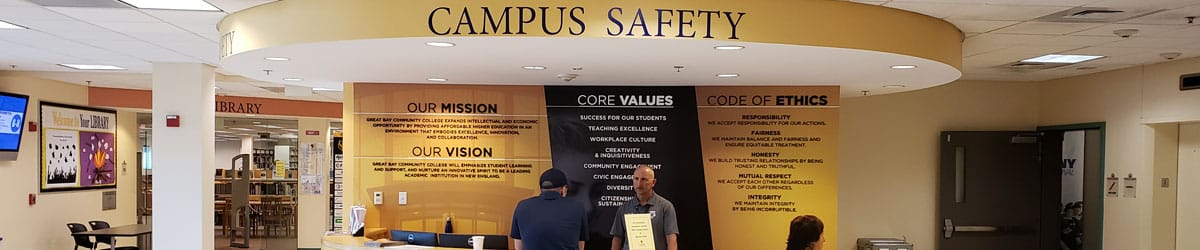 CAMPUS SAFETY
LIBRARY
Welcome to Your LIBRARY
OUR MISSION
GREAT BAY COMMUNITY COLLEGE EXPANDS INTELLECTUAL AND ECONOMIC
OPPORTUNITY BY PROVIDING AFFORDABLE HIGHER EDUCATION IN AN
ENVIRONMENT THAT EMBODIES EXCELLENCE, INNOVATION,
AND COLLABORATION.
OUR VISION
GREAT BAY COMMUNITY COLLEGE WILL EMPHASIZE STUDENT LEARNING
AND SUPPORT, AND NURTURE AN INNOVATIVE SPIRIT TO BE A LEADING
ACADEMIC INSTITUTION IN NEW ENGLAND.
CORE VALUES
SUCCESS FOR OUR STUDENTS
TEACHING EXCELLENCE
WORKPLACE CULTURE
CREATIVITY
& INQUISITIVENESS
COMMUNITY ENGAGEMENT
CIVIC ENGAG
DIVERSI
CITIZENSH
SUSTAINAB
CODE OF ETHICS
RESPONSIBILITY
WE ACCEPT RESPONSIBILITY FOR OUR ACTIONS.
FAIRNESS
WE MAINTAIN BALANCE AND FAIRNESS AND
ENSURE EQUITABLE TREATMENT.
HONESTY
WE BUILD TRUSTING RELATIONSHIPS BY BEING
HONEST AND TRUTHFUL.
MUTUAL RESPECT
WE ACCEPT EACH OTHER REGARDLESS
OF OUR DIFFERENCES.
INTEGRITY
WE MAINTAIN INTEGRITY
BY BEING INCORRUPTIBLE.